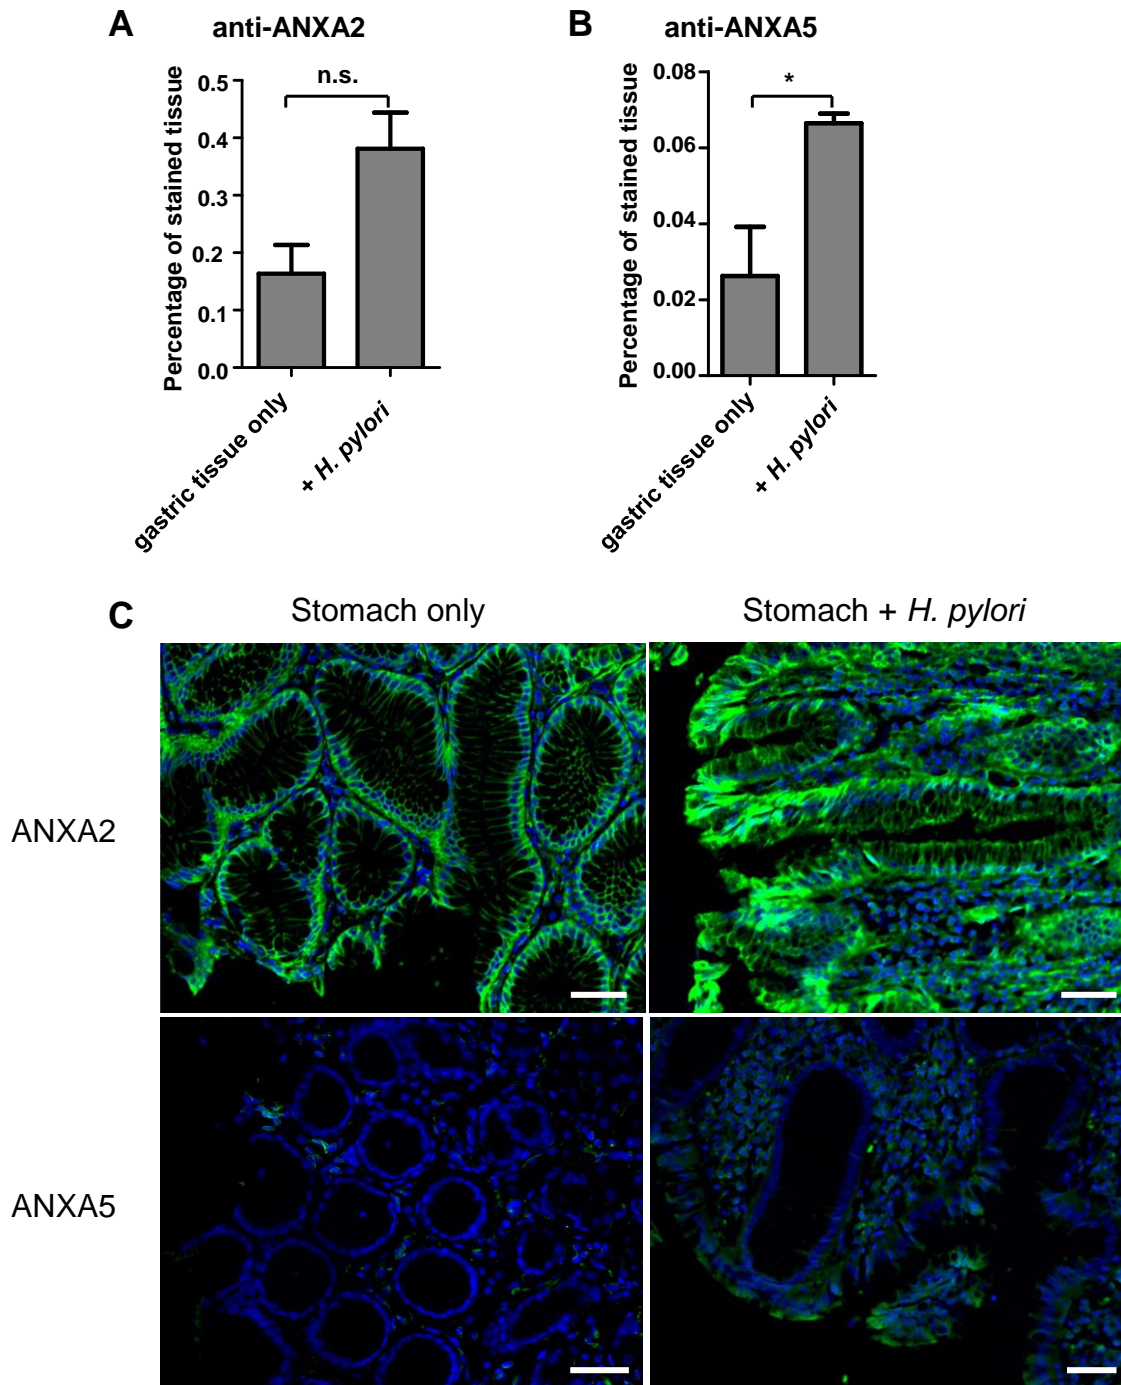 A
anti-ANXA2
Percentage of stained tissue
0.5
0.4
0.3
0.2
0.1
0.0
n.s.
gastric tissue only
+ H. pylori
B
anti-ANXA5
Percentage of stained tissue
0.08
0.06
0.04
0.02
0.00
*
gastric tissue only
+ H. pylori
C
Stomach only
Stomach + H. pylori
ANXA2
ANXA5